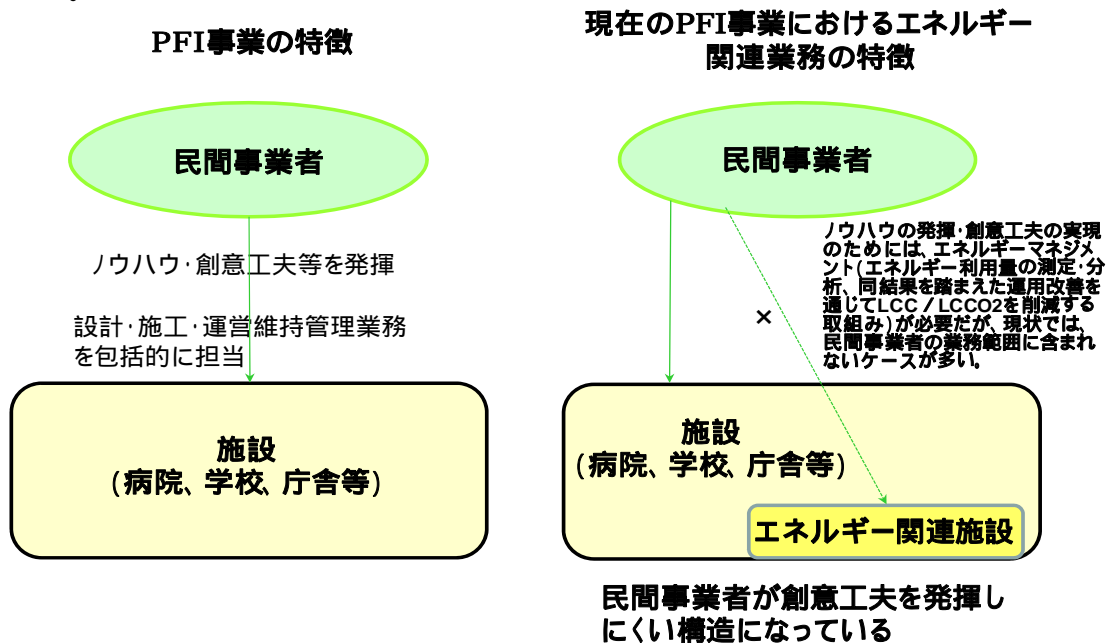 PFI事業の特徴
民間事業者
ノウハウ・創意工夫等を発揮
設計・施工・運営維持管理業務
を包括的に担当
施設
(病院、学校、庁舎等)
現在のPFI事業におけるエネルギー
関連業務の特徴
民間事業者
ノウハウの発揮・創意工夫の実現
のためには、エネルギーマネジメ
ント(エネルギー利用量の測定・分
析、同結果を踏まえた運用改善を
通じてLCC/LCCO2を削減する
取組み)が必要だが、現状では、
民間事業者の業務範囲に含まれ
ないケースが多い。
×
施設
(病院、学校、庁舎等)
エネルギー関連施設
民間事業者が創意工夫を発揮し
にくい構造になっている